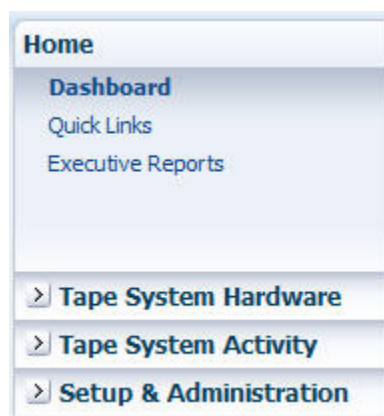 Home
Dashboard
Quick Links
Executive Reports
Tape System Hardware
Tape System Activity
Setup & Administration